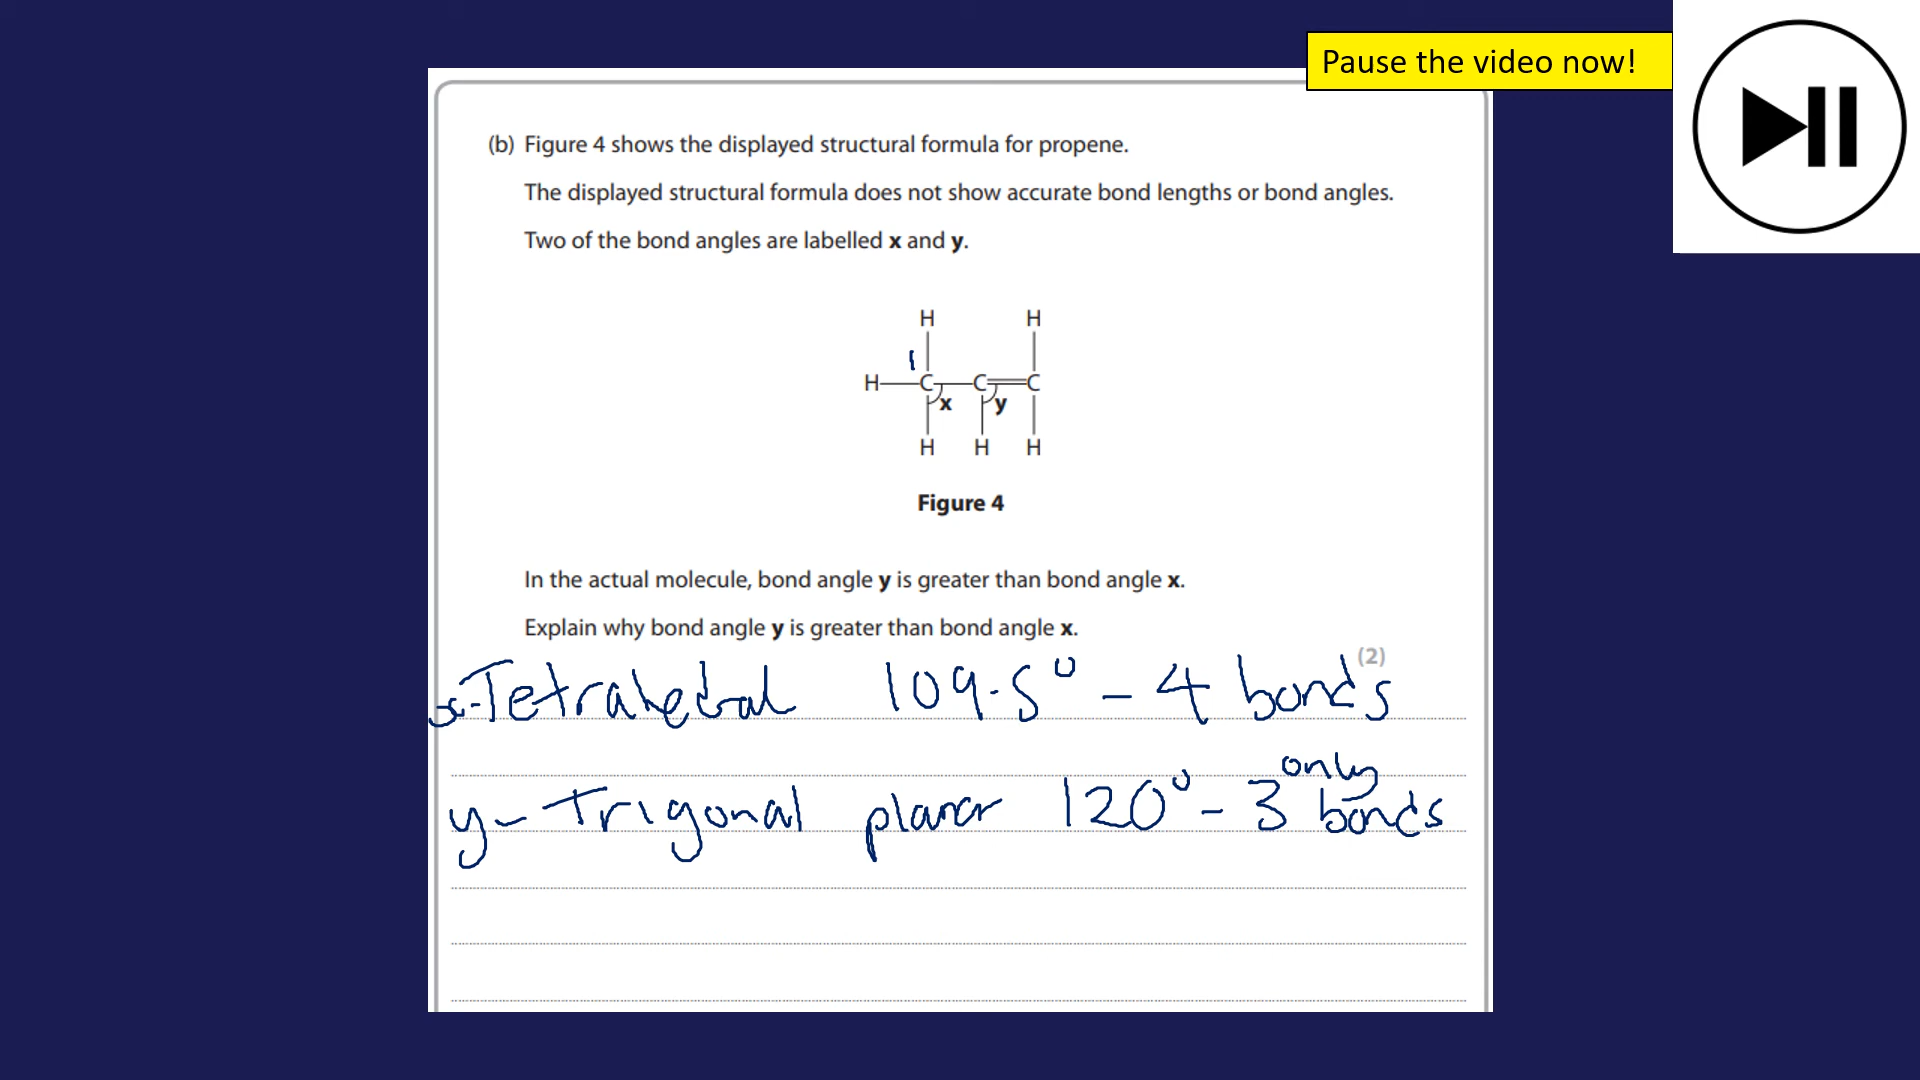 Pause the video now!
(b) Figure 4 shows the displayed structural formula for propene.
The displayed structural formula does not show accurate bond lengths or bond angles.
Two of the bond angles are labelled x and y.
H H
H C C C
x y
H H H
Figure 4
In the actual molecule, bond angle y is greater than bond angle x.
Explain why bond angle y is greater than bond angle x.
(2)
x-Tetrahedral 109.5° - 4 bonds
only
y- Trigonal planar 120° - 3 bonds